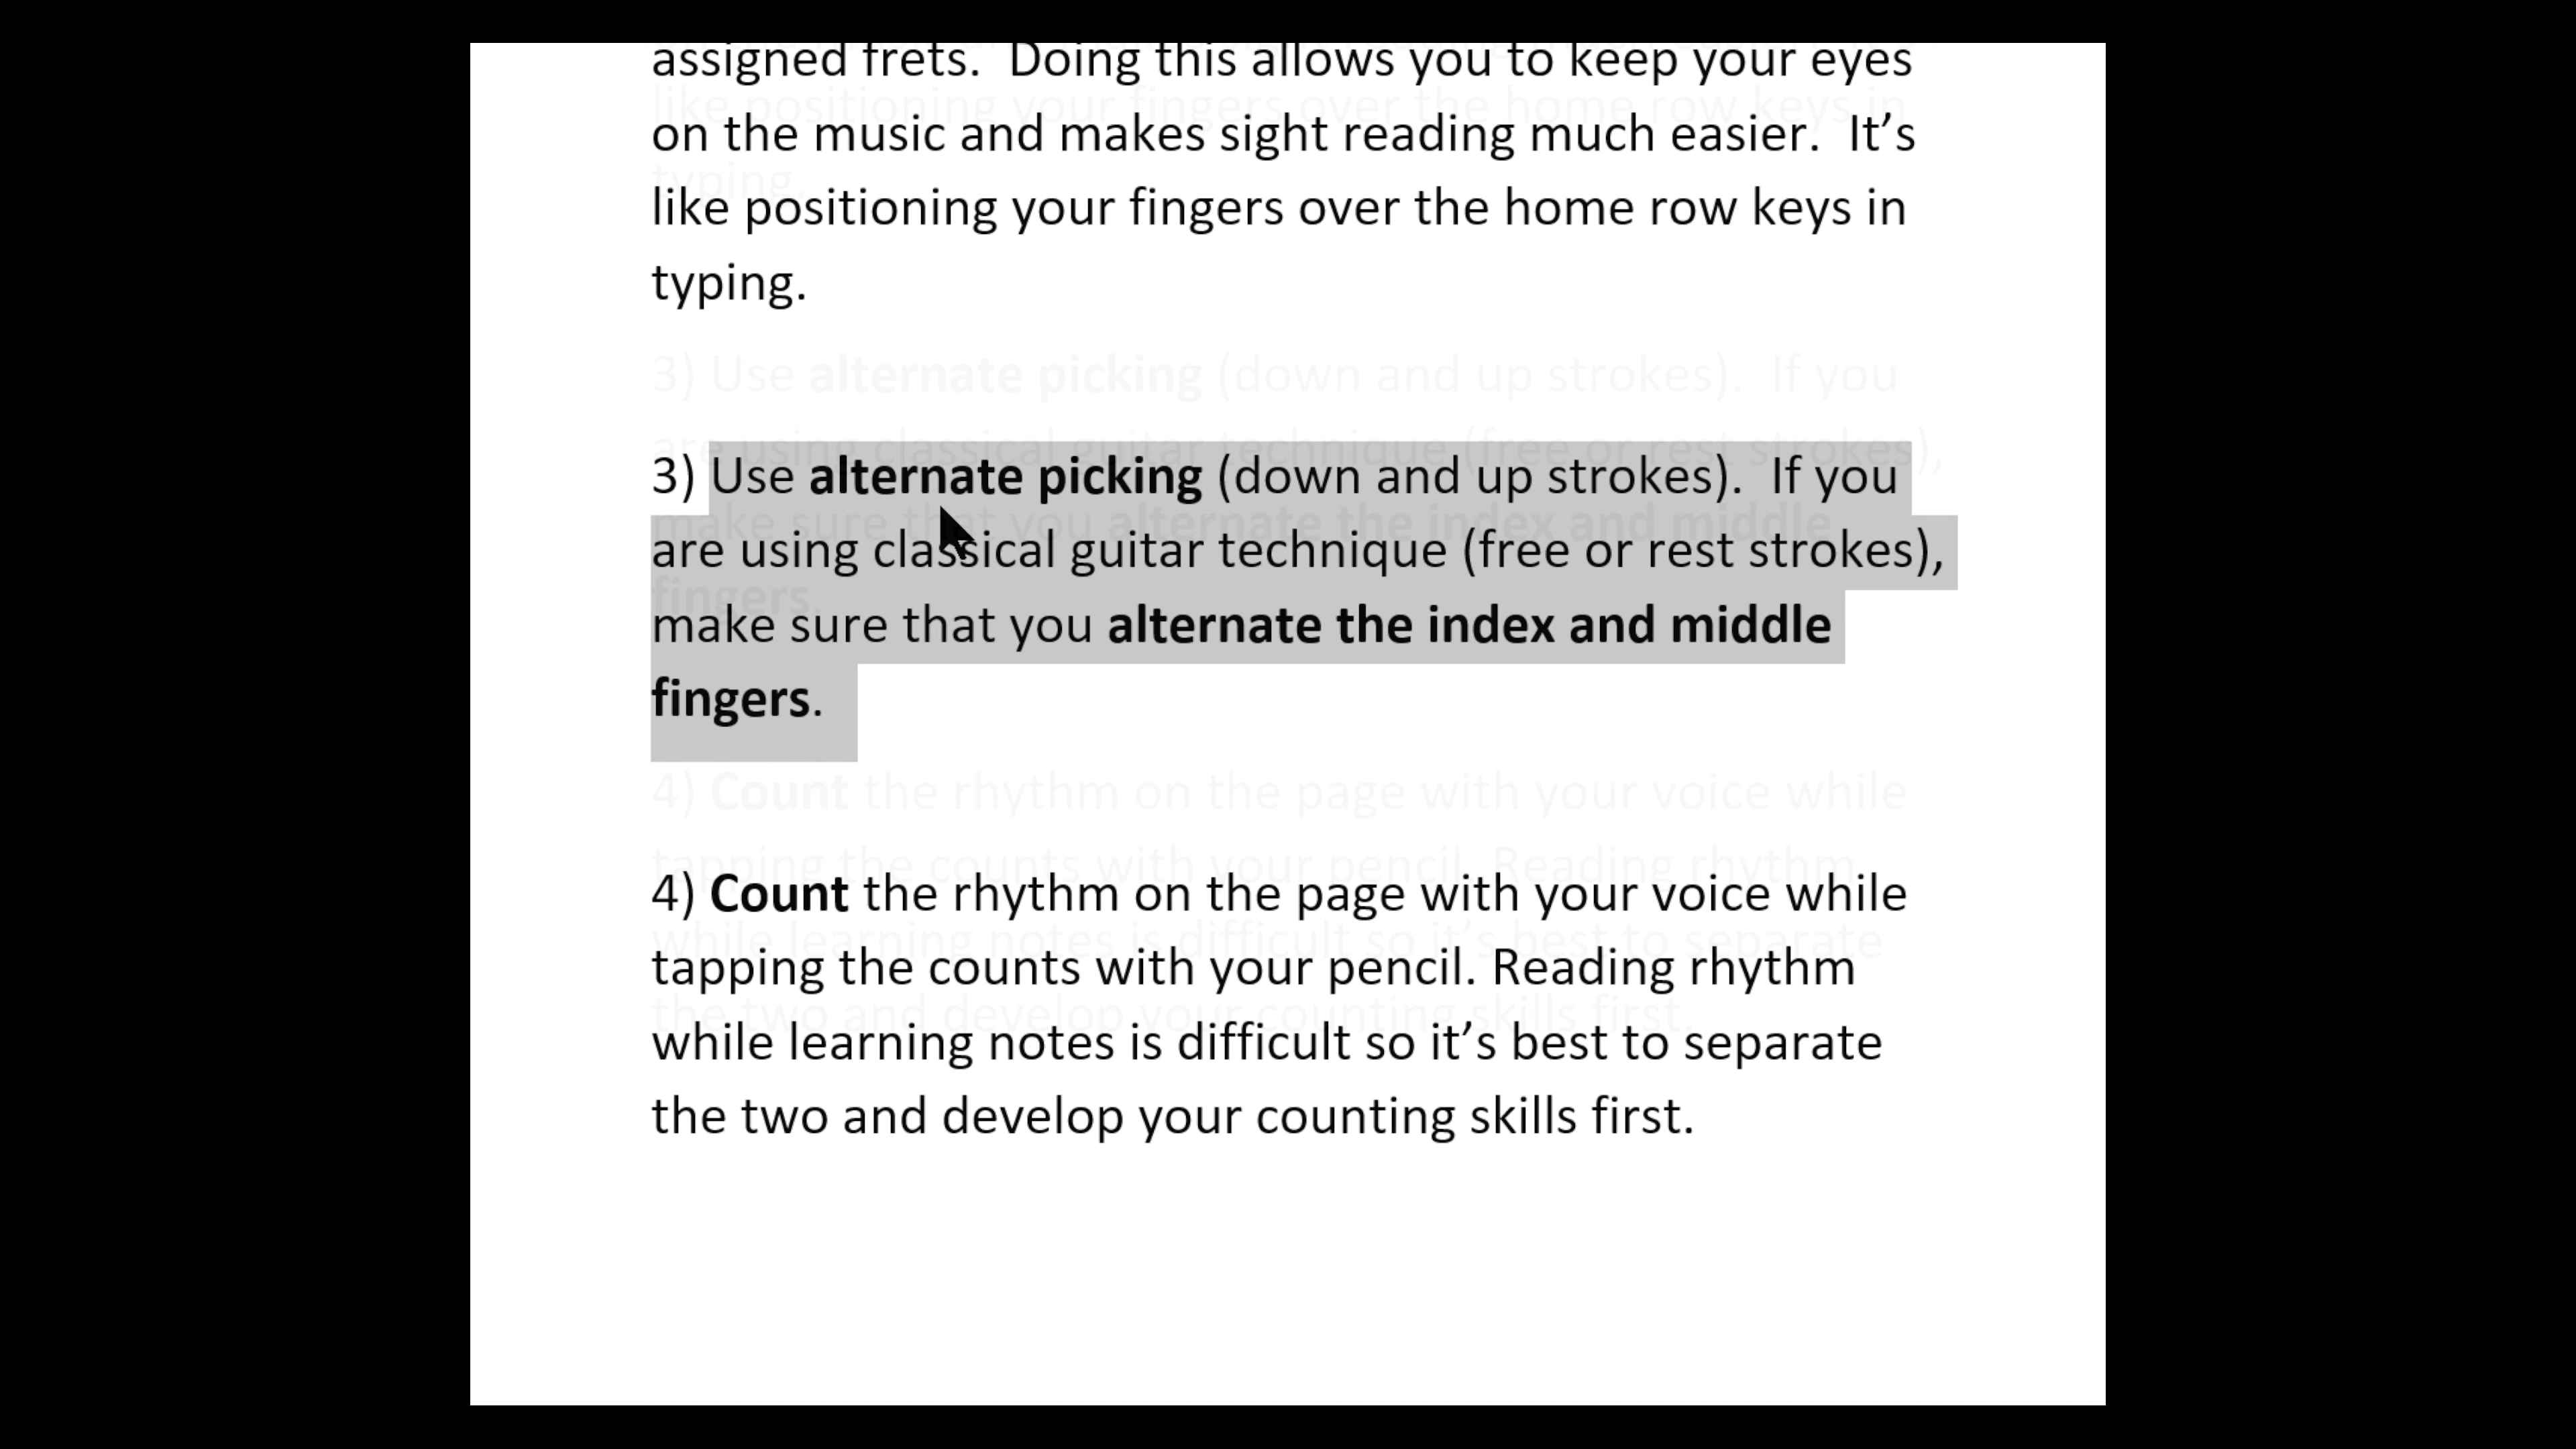 assigned frets.  Doing this allows you to keep your eyes
on the music and makes sight reading much easier.  It’s
like positioning your fingers over the home row keys in
typing.
3) Use alternate picking (down and up strokes).  If you
are using classical guitar technique (free or rest strokes),
make sure that you alternate the index and middle
fingers.
4) Count the rhythm on the page with your voice while
tapping the counts with your pencil. Reading rhythm
while learning notes is difficult so it’s best to separate
the two and develop your counting skills first.